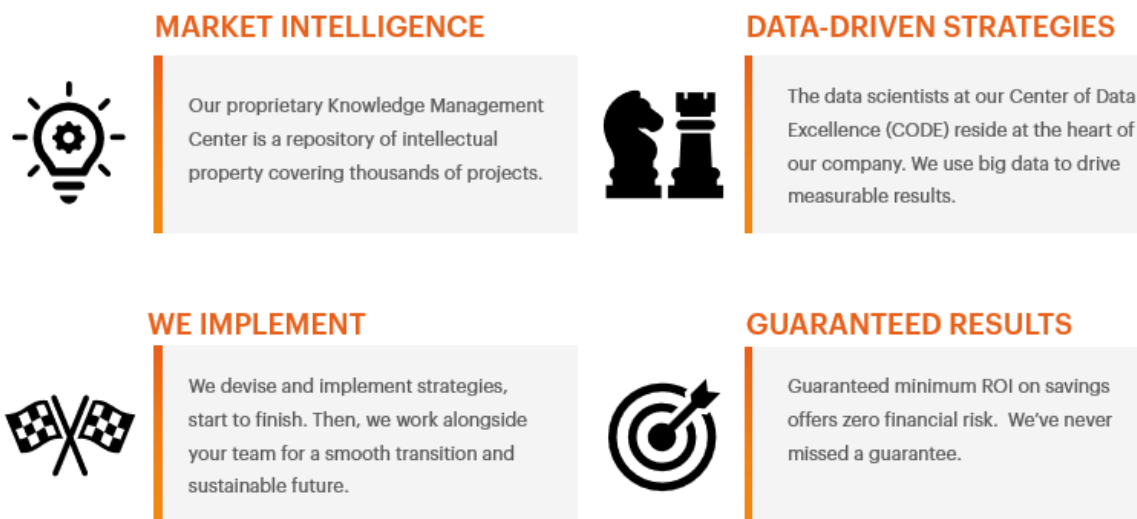 MARKET INTELLIGENCE
Our proprietary Knowledge Management
Center is a repository of intellectual
property covering thousands of projects.
DATA-DRIVEN STRATEGIES
The data scientists at our Center of Data
Excellence (CODE) reside at the heart of
our company. We use big data to drive
measurable results.
WE IMPLEMENT
We devise and implement strategies,
start to finish. Then, we work alongside
your team for a smooth transition and
sustainable future.
GUARANTEED RESULTS
Guaranteed minimum ROI on savings
offers zero financial risk.  We've never
missed a guarantee.